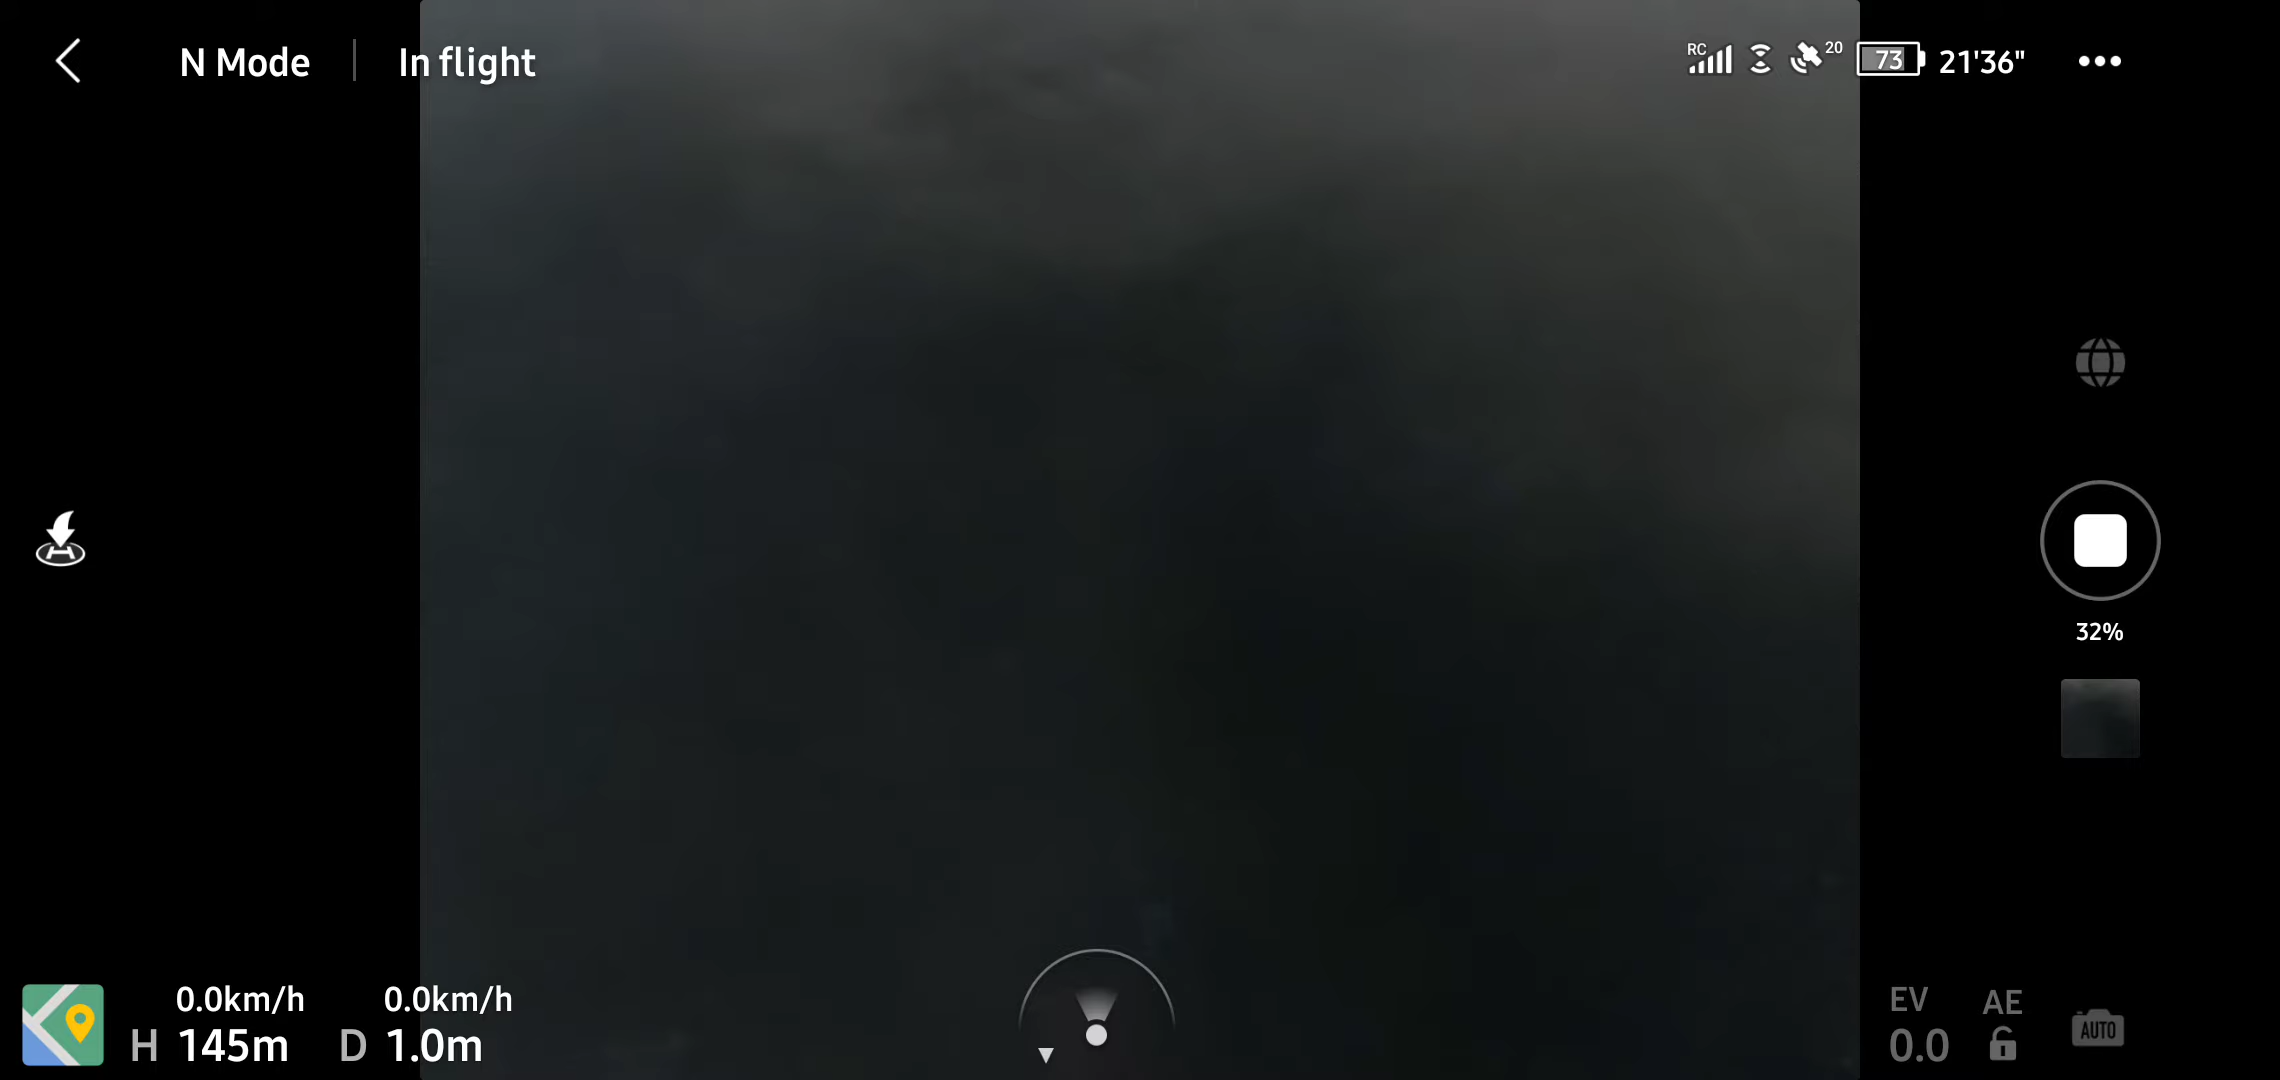 N Mode In flight RC 20 73 21'36"
32%
0.0km/h 0.0km/h
H 145m D 1.0m
EV AE
0.0 AUTO